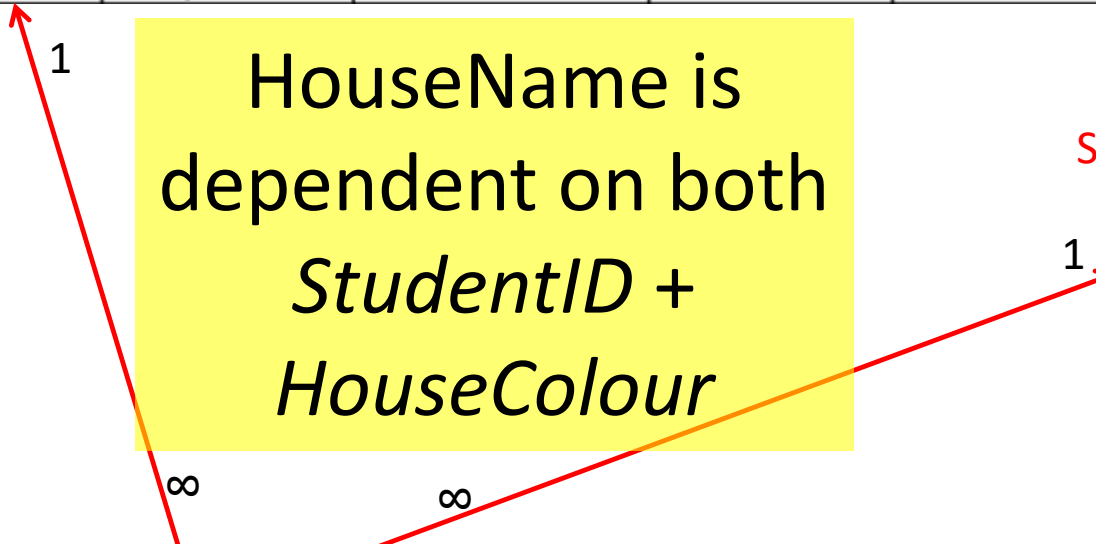 1
HouseName is
dependent on both
StudentID +
HouseColour
S
1
∞
∞